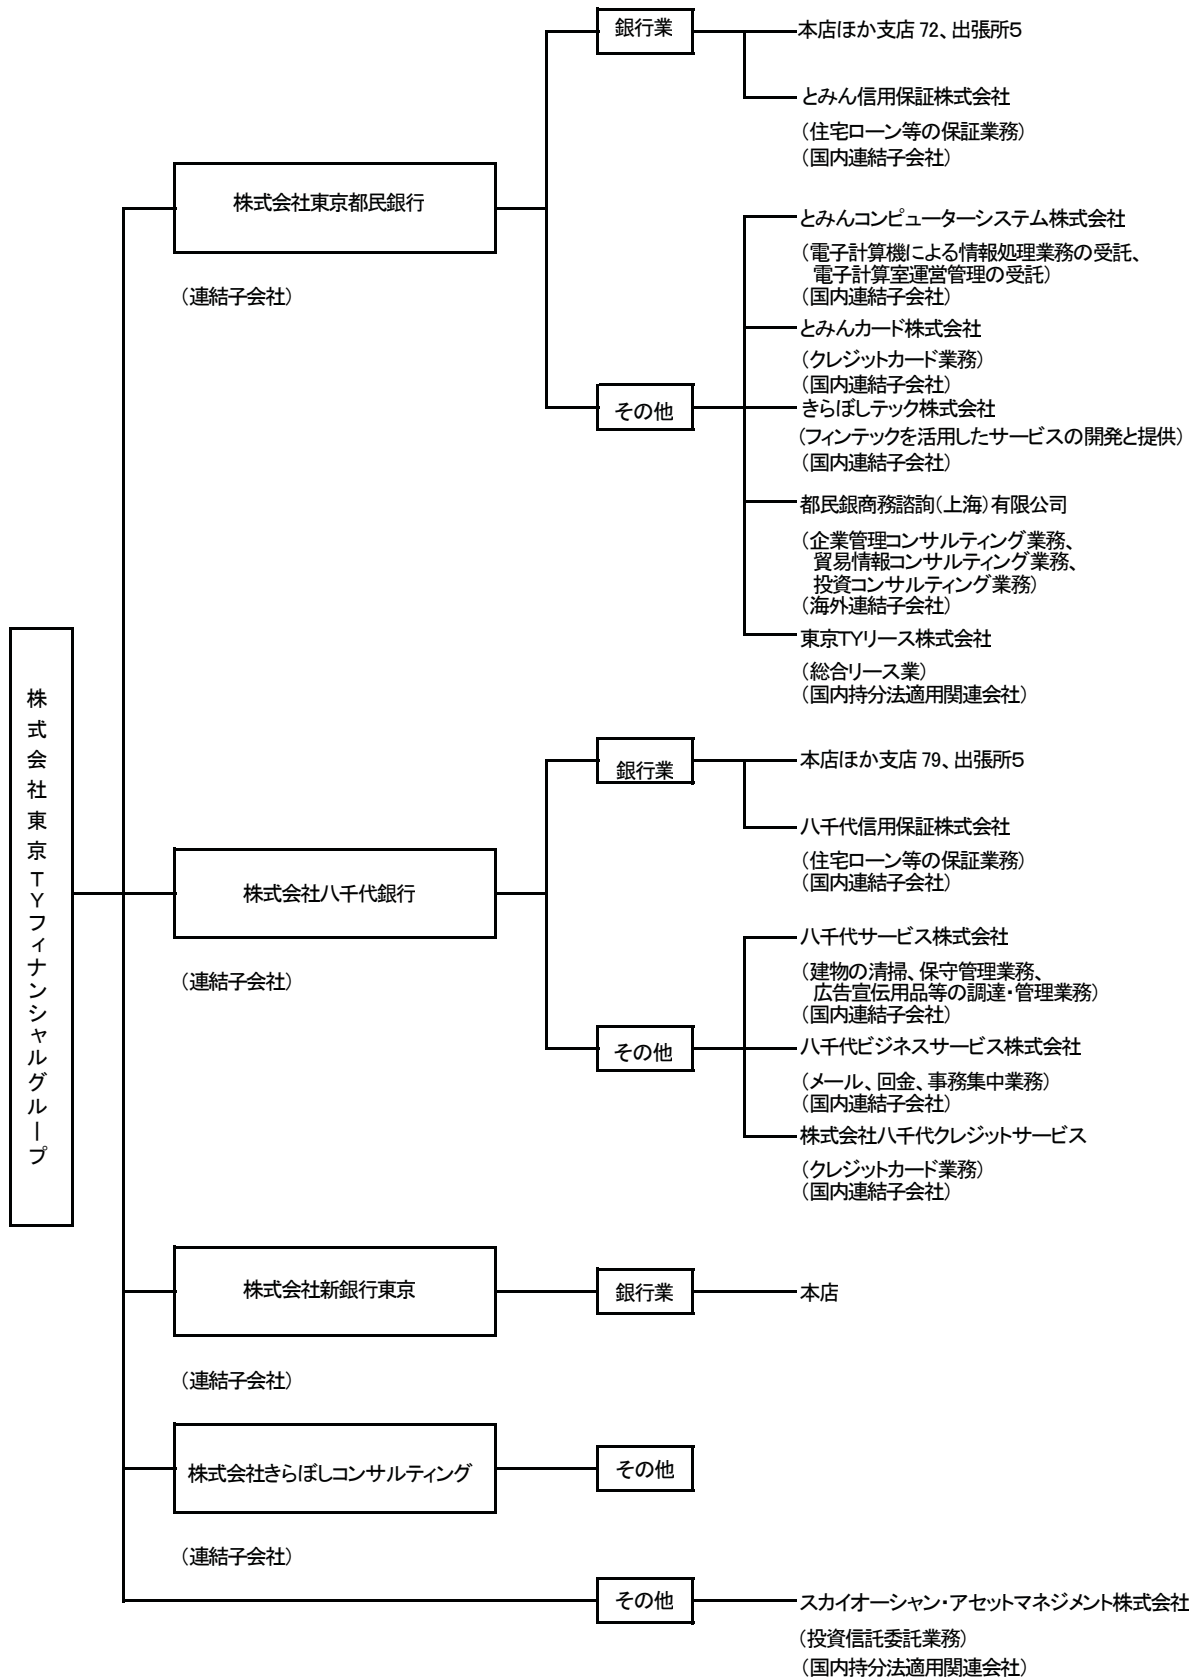 株式会社東京TYフィナンシャルグループ
株式会社東京都民銀行
（連結子会社）
銀行業
本店ほか支店 72、出張所5
とみん信用保証株式会社
（住宅ローン等の保証業務）
（国内連結子会社）
その他
とみんコンピューターシステム株式会社
（電子計算機による情報処理業務の受託、
電子計算室運営管理の受託）
（国内連結子会社）
とみんカード株式会社
（クレジットカード業務）
（国内連結子会社）
きらぼしテック株式会社
（フィンテックを活用したサービスの開発と提供）
（国内連結子会社）
都民銀商務諮詢（上海）有限公司
（企業管理コンサルティング業務、
貿易情報コンサルティング業務、
投資コンサルティング業務）
（海外連結子会社）
東京TYリース株式会社
（総合リース業）
（国内持分法適用関連会社）
株式会社八千代銀行
（連結子会社）
銀行業
本店ほか支店 79、出張所5
八千代信用保証株式会社
（住宅ローン等の保証業務）
（国内連結子会社）
その他
八千代サービス株式会社
（建物の清掃、保守管理業務、
広告宣伝用品等の調達・管理業務）
（国内連結子会社）
八千代ビジネスサービス株式会社
（メール、回金、事務集中業務）
（国内連結子会社）
株式会社八千代クレジットサービス
（クレジットカード業務）
（国内連結子会社）
株式会社新銀行東京
（連結子会社）
銀行業
本店
株式会社きらぼしコンサルティング
（連結子会社）
その他
その他
スカイオーシャン・アセットマネジメント株式会社
（投資信託委託業務）
（国内持分法適用関連会社）